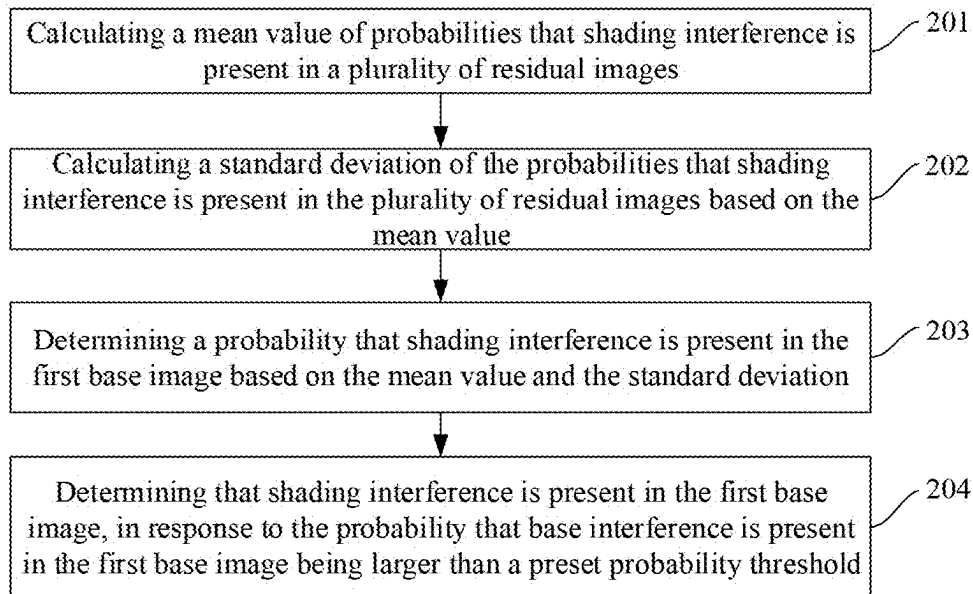 Calculating a mean value of probabilities that shading interference is
present in a plurality of residual images
201
Calculating a standard deviation of the probabilities that shading
interference is present in the plurality of residual images based on the
mean value
202
Determining a probability that shading interference is present in the
first base image based on the mean value and the standard deviation
203
Determining that shading interference is present in the first base
image, in response to the probability that base interference is present
in the first base image being larger than a preset probability threshold
204